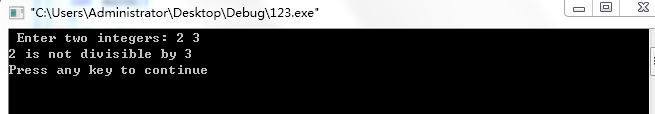 "C:\Users\Administrator\Desktop\Debug\123.exe"
Enter two integers: 2 3
2 is not divisible by 3
Press any key to continue